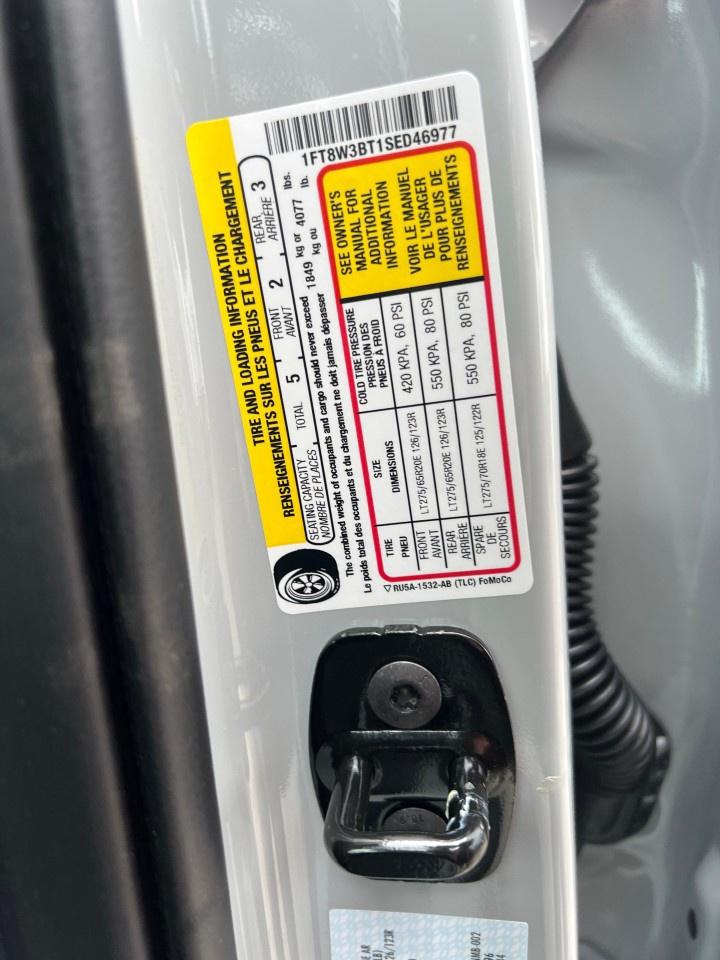 1FT8W3BT1SED46977
TIRE AND LOADING INFORMATION
RENSEIGNEMENTS SUR LES PNEUS ET LE CHARGEMENT
SEATING CAPACITY
NOMBRE DE PLACES
TOTAL 5
FRONT
AVANT 2
REAR
ARRIÈRE 3
The combined weight of occupants and cargo should never exceed 1849 kg or 4077 lbs.
Le poids total des occupants et du chargement ne doit jamais dépasser kg ou lb.
TIRE
PNEU
SIZE
DIMENSIONS
COLD TIRE PRESSURE
PRESSION DES
PNEUS À FROID
FRONT
AVANT
LT275/65R20E 126/123R
420 KPA, 60 PSI
REAR
ARRIÈRE
LT275/65R20E 126/123R
550 KPA, 80 PSI
SPARE
DE
SECOURS
LT275/70R18E 125/122R
550 KPA, 80 PSI
SEE OWNER'S
MANUAL FOR
ADDITIONAL
INFORMATION
VOIR LE MANUEL
DE L'USAGER
POUR PLUS DE
RENSEIGNEMENTS
RU5A-1532-AB (TLC) FoMoCo